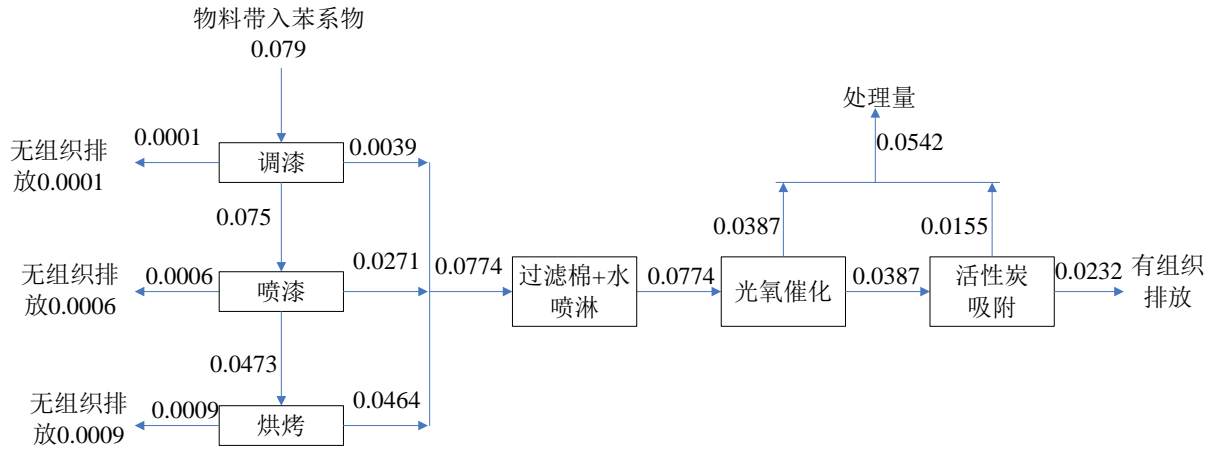 物料带入苯系物
0.079
无组织排
放0.0001
0.0001
调漆
0.0039
0.075
无组织排
放0.0006
0.0006
喷漆
0.0271
0.0774
过滤棉+水
喷淋
0.0774
光氧催化
0.0387
活性炭
吸附
0.0232
有组织
排放
0.0387
0.0155
0.0542
处理量
0.0473
无组织排
放0.0009
0.0009
烘烤
0.0464